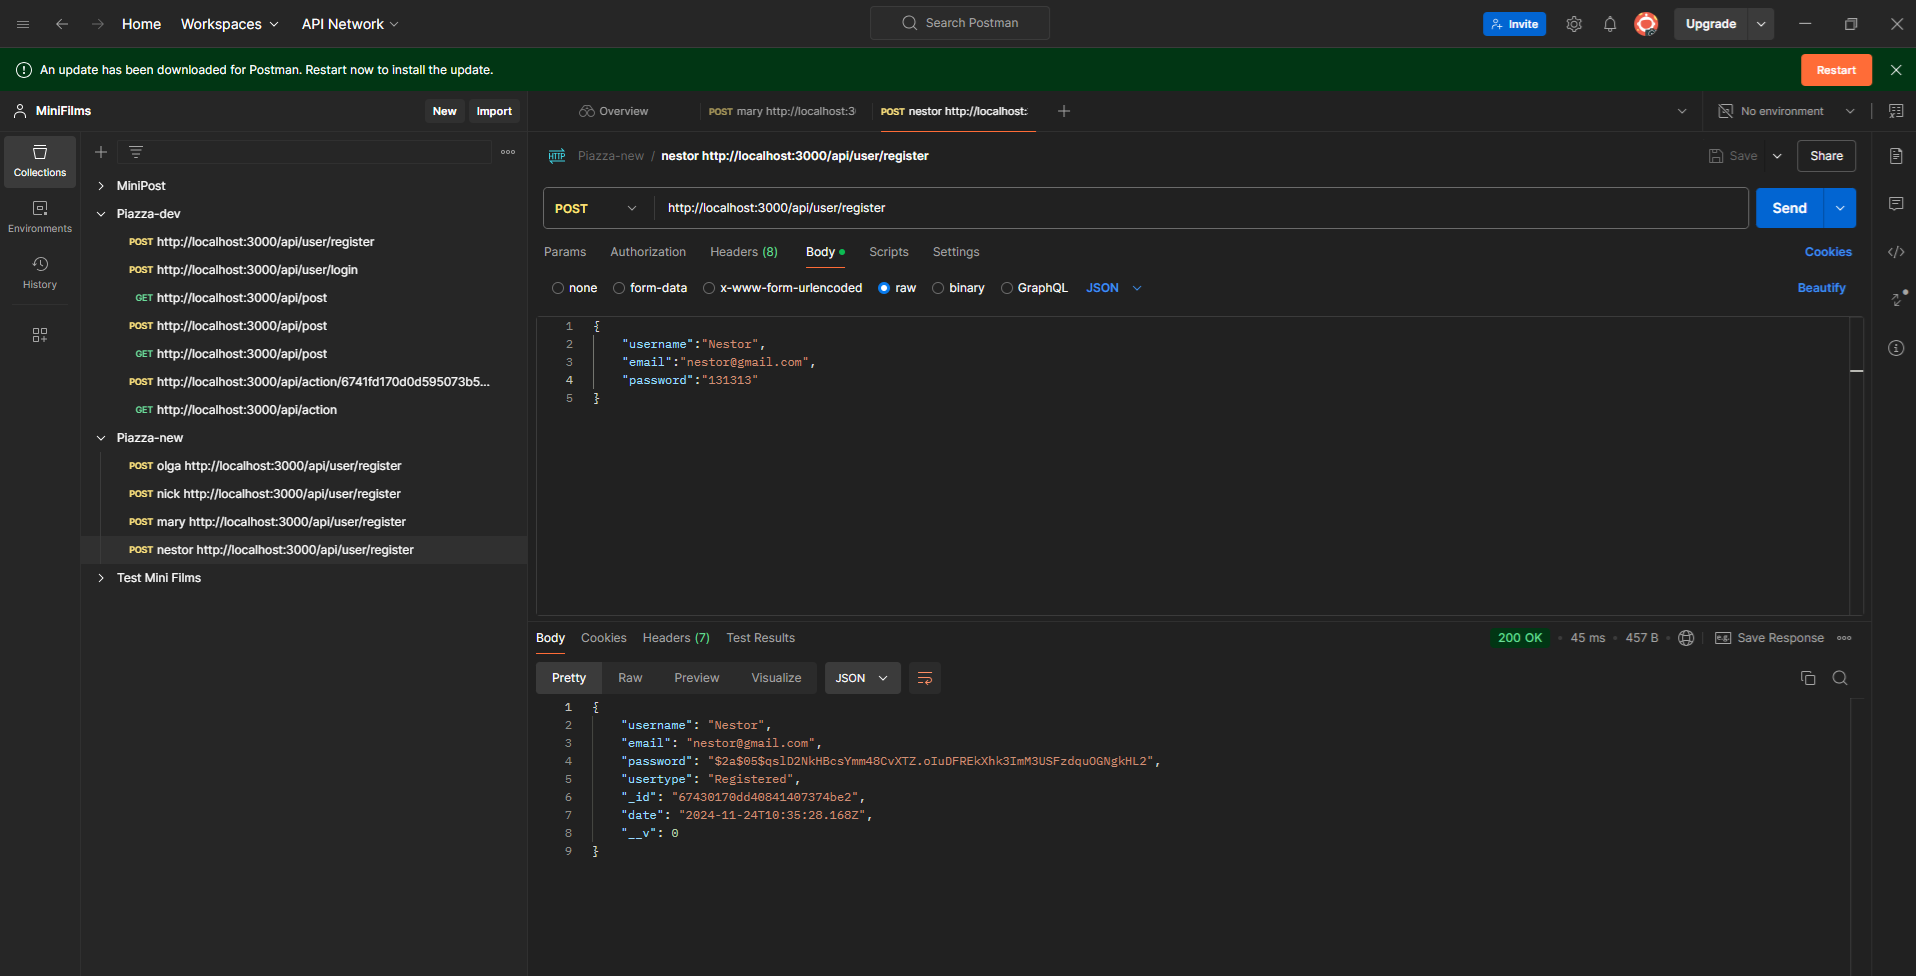 Home Workspaces API Network Search Postman Invite Upgrade
An update has been downloaded for Postman. Restart now to install the update. Restart
MiniFilms New Import
Overview POST mary http://localhost:3( POST nestor http://localhost: No environment
Collections
Environments
History
MiniPost
Piazza-dev
POST http://localhost:3000/api/user/register
POST http://localhost:3000/api/user/login
GET http://localhost:3000/api/post
POST http://localhost:3000/api/post
GET http://localhost:3000/api/post
POST http://localhost:3000/api/action/6741fd170d0d595073b5...
GET http://localhost:3000/api/action
Piazza-new
POST olga http://localhost:3000/api/user/register
POST nick http://localhost:3000/api/user/register
POST mary http://localhost:3000/api/user/register
POST nestor http://localhost:3000/api/user/register
Test Mini Films
HTTP Piazza-new / nestor http://localhost:3000/api/user/register Save Share
POST http://localhost:3000/api/user/register Send
Params Authorization Headers (8) Body Scripts Settings Cookies
none form-data x-www-form-urlencoded raw binary GraphQL JSON Beautify
1 {
2 "username":"Nestor",
3 "email":"nestor@gmail.com",
4 "password":"131313"
5 }
Body Cookies Headers (7) Test Results 200 OK 45 ms 457 B e.g. Save Response
Pretty Raw Preview Visualize JSON
1 {
2 "username": "Nestor",
3 "email": "nestor@gmail.com",
4 "password": "$2a$05$qslD2NkHBcsYmm48CvXTZ.oIuDFREkXhk3ImM3USFzdquOGNgkHL2",
5 "usertype": "Registered",
6 "_id": "67430170dd40841407374be2",
7 "date": "2024-11-24T10:35:28.168Z",
8 "__v": 0
9 }